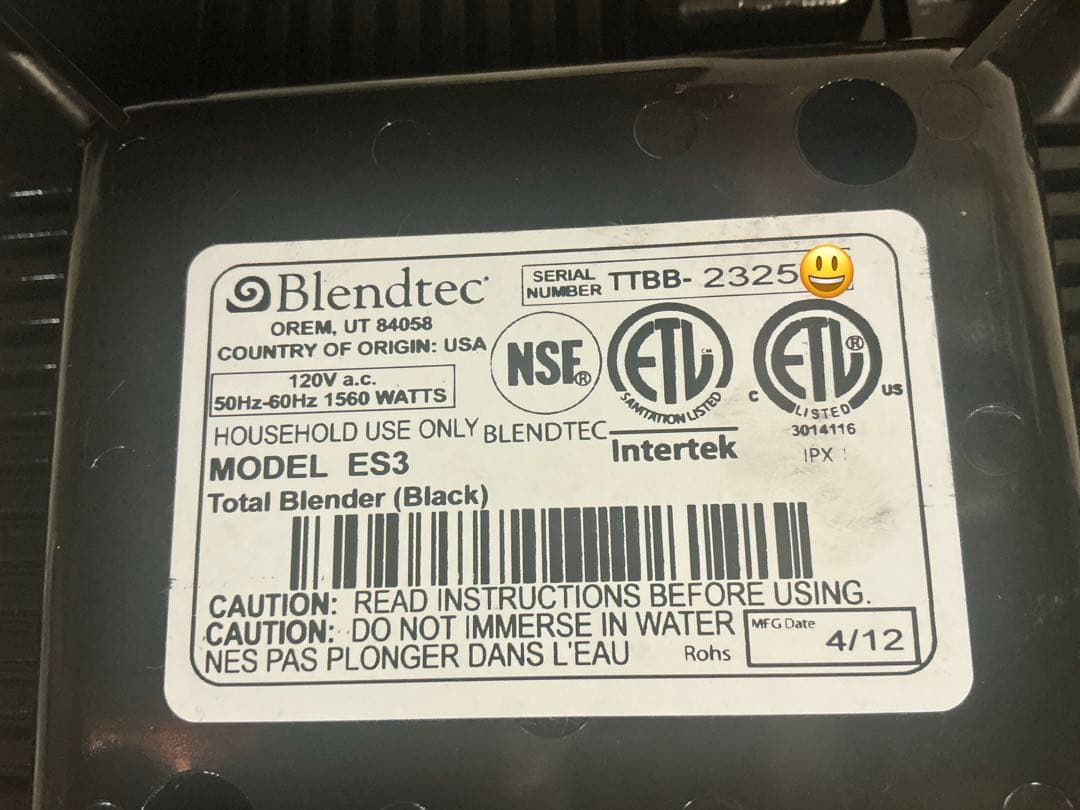 Blendtec
SERIAL NUMBER TTBB- 2325
OREM, UT 84058
COUNTRY OF ORIGIN: USA
120V a.c.
50Hz-60Hz 1560 WATTS
NSF®
ETL
SANITATION LISTED
Intertek
ETL®
C US
LISTED
3014116
IPX
HOUSEHOLD USE ONLY BLENDTEC
MODEL ES3
Total Blender (Black)
CAUTION: READ INSTRUCTIONS BEFORE USING.
CAUTION: DO NOT IMMERSE IN WATER
NES PAS PLONGER DANS L'EAU
Rohs
MFG Date
4/12